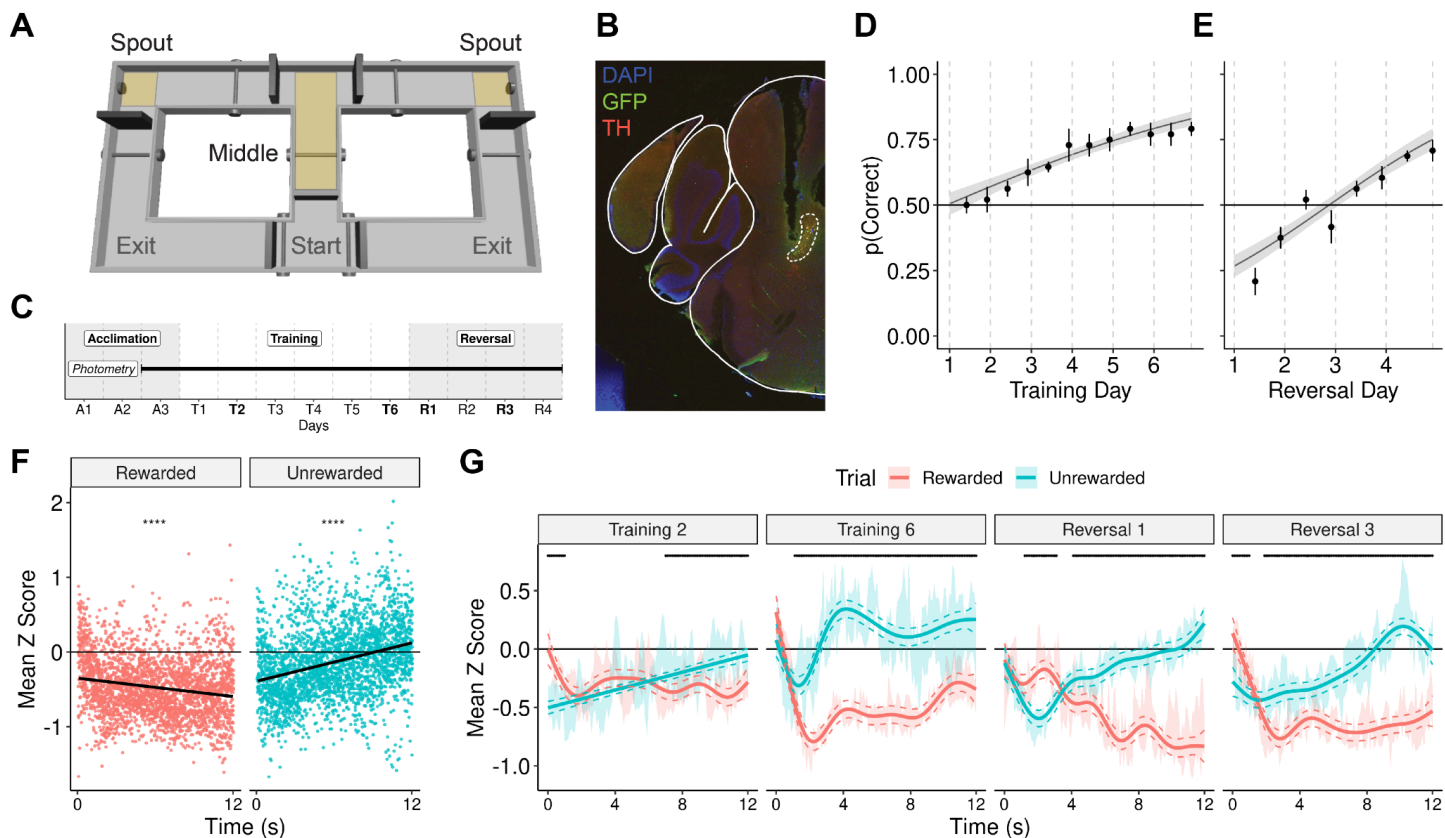 A
Spout
Spout
Middle
Exit
Start
Exit
B
DAPI
GFP
TH
C
Acclimation
Training
Reversal
Photometry
A1 A2 A3 T1 T2 T3 T4 T5 T6 R1 R2 R3 R4
Days
D
E
p(Correct)
1.00
0.75
0.50
0.25
0.00
1 2 3 4 5 6
Training Day
1 2 3 4
Reversal Day
F
Rewarded
Unrewarded
****
****
Mean Z Score
2
1
0
-1
0 12 0 12
Time (s)
G
Trial Rewarded Unrewarded
Training 2
Training 6
Reversal 1
Reversal 3
Mean Z Score
0.5
0.0
-0.5
-1.0
0 4 8 12 0 4 8 12 0 4 8 12 0 4 8 12
Time (s)